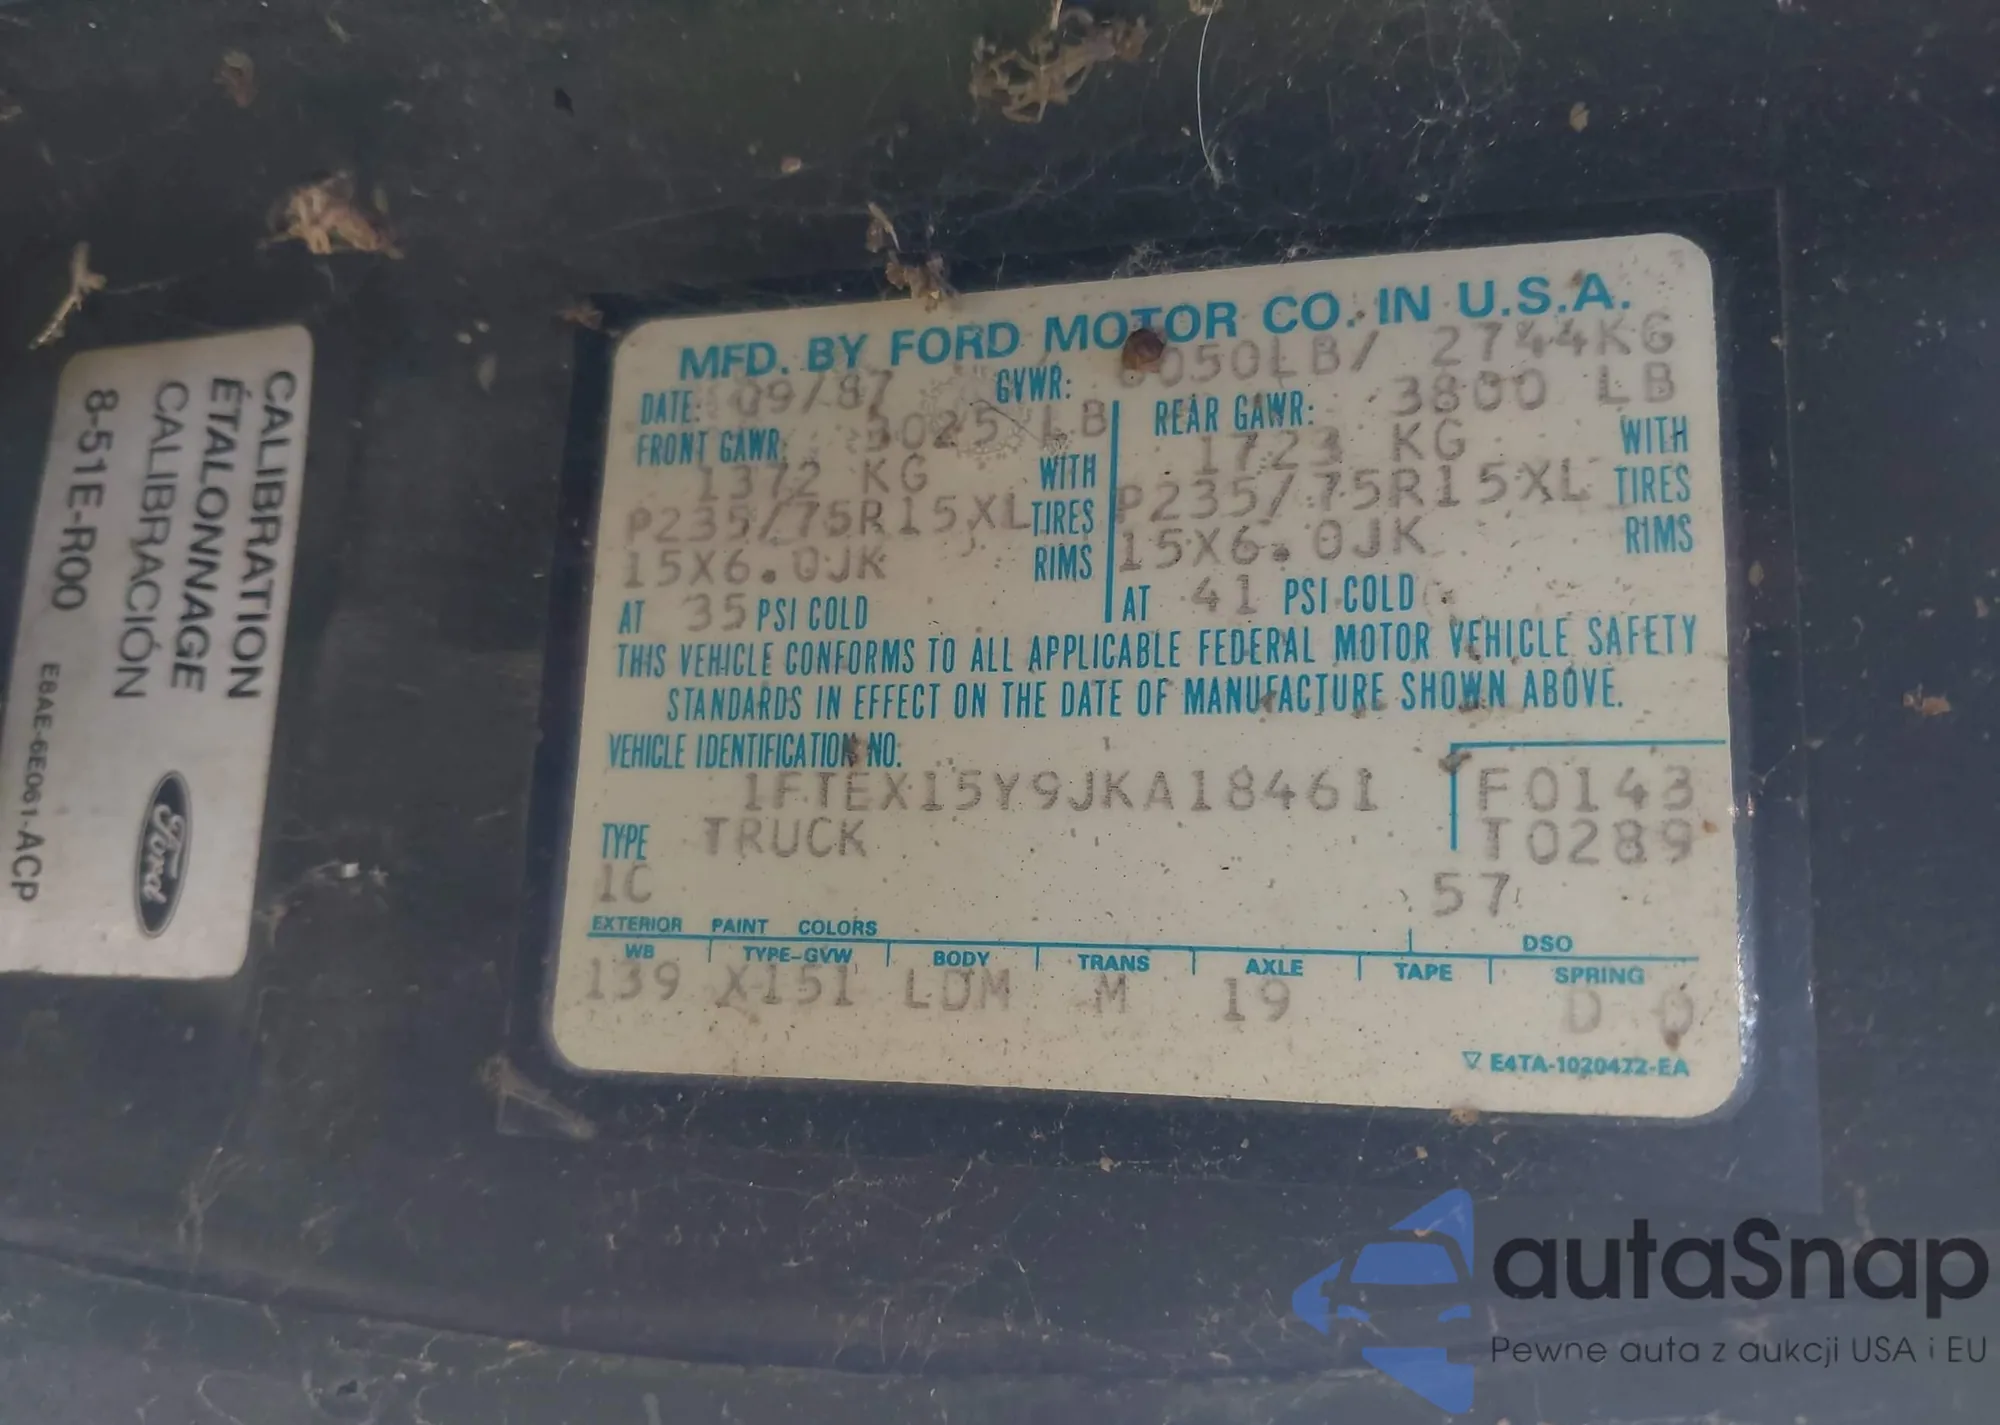 CALIBRATION
ÉTALONNAGE
CALIBRACIÓN
8-51E-R00
E8AE-6E061-ACP
Ford
MFD. BY FORD MOTOR CO. IN U.S.A.
DATE: 09/87 GVWR: 6050LB/ 2744KG
FRONT GAWR: 3025 LB
1372 KG WITH
P235/75R15XL TIRES
15X6.0JK RIMS
AT 35 PSI COLD
REAR GAWR: 3800 LB
1723 KG WITH
P235/75R15XL TIRES
15X6.0JK RIMS
AT 41 PSI COLD
THIS VEHICLE CONFORMS TO ALL APPLICABLE FEDERAL MOTOR VEHICLE SAFETY
STANDARDS IN EFFECT ON THE DATE OF MANUFACTURE SHOWN ABOVE.
VEHICLE IDENTIFICATION NO:
1FTEX15Y9JKA18461 F0143
TYPE TRUCK T0289
1C 57
EXTERIOR PAINT COLORS DSO
WB TYPE-GVW BODY TRANS AXLE TAPE SPRING
139 X151 LDM M 19 D
E4TA-1020472-EA
autaSnap
Pewne auta z aukcji USA i EU